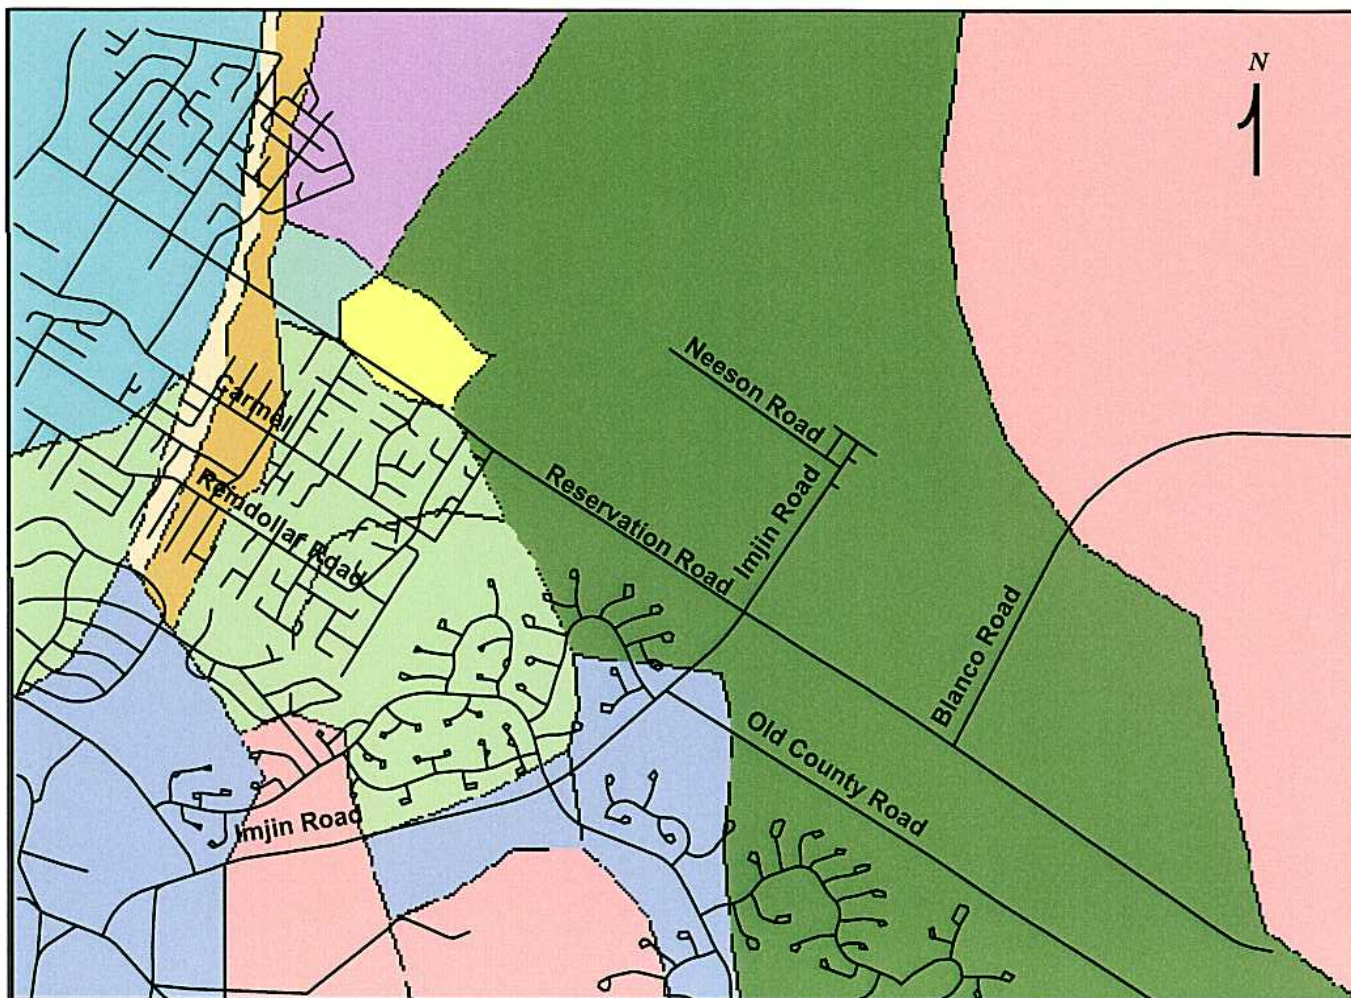 N
Neeson Road
Carmel
Reservation Road
Imjin Road
Reindollar Road
Blanco Road
Old County Road
Imjin Road